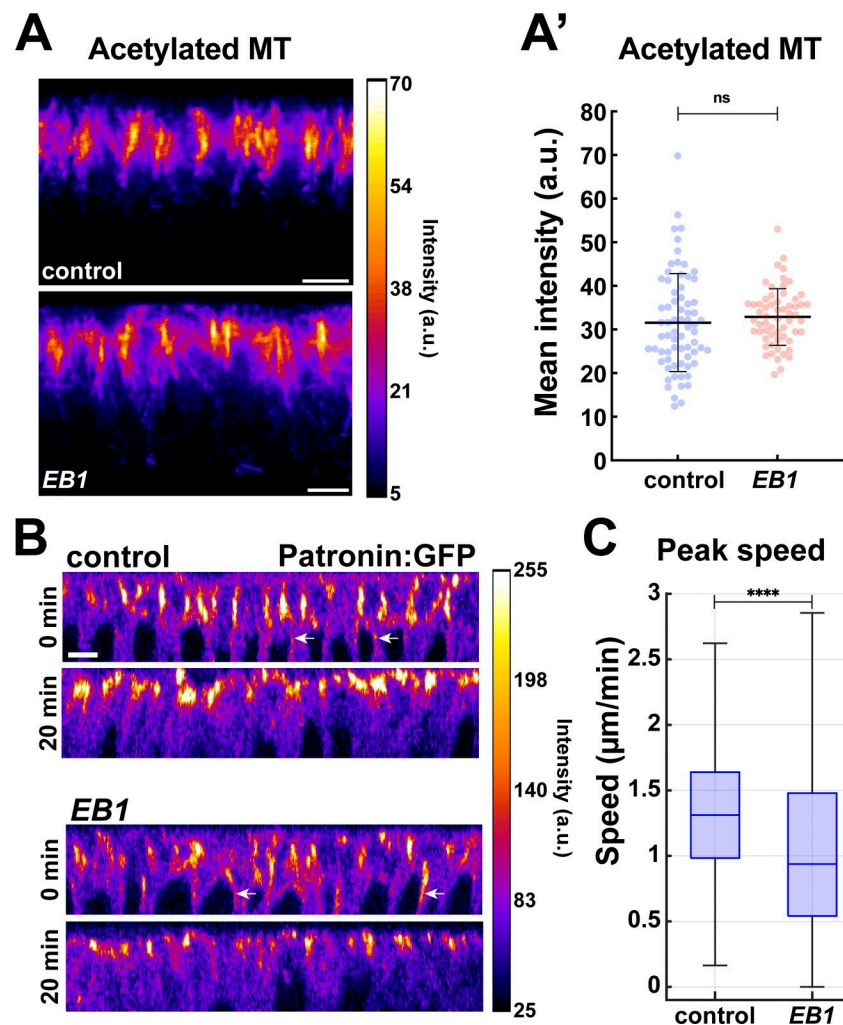 A
Acetylated MT
control
EB1
70
54
38
21
5
Intensity (a.u.)
A’
Acetylated MT
ns
Mean intensity (a.u.)
80
70
60
50
40
30
20
10
0
control
EB1
B
control
Patronin:GFP
0 min
20 min
EB1
0 min
20 min
255
198
140
83
25
Intensity (a.u.)
C
Peak speed
****
Speed (µm/min)
3
2.5
2
1.5
1
0.5
0
control
EB1